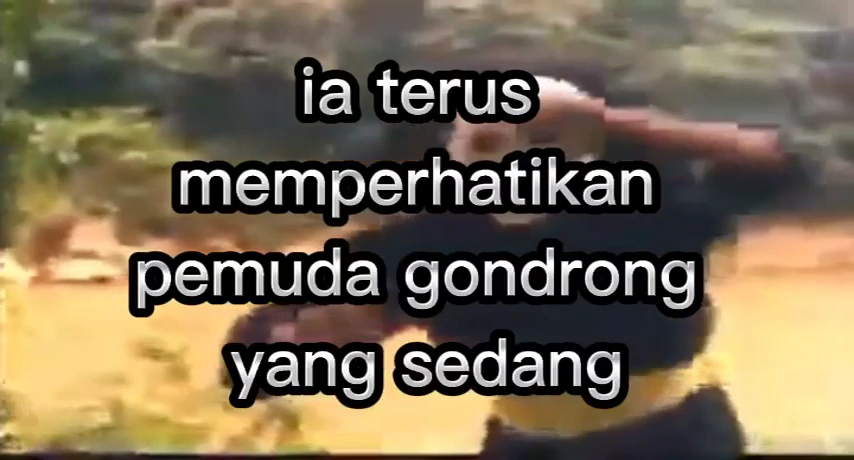 ia terus
memperhatikan
pemuda gondrong
yang sedang